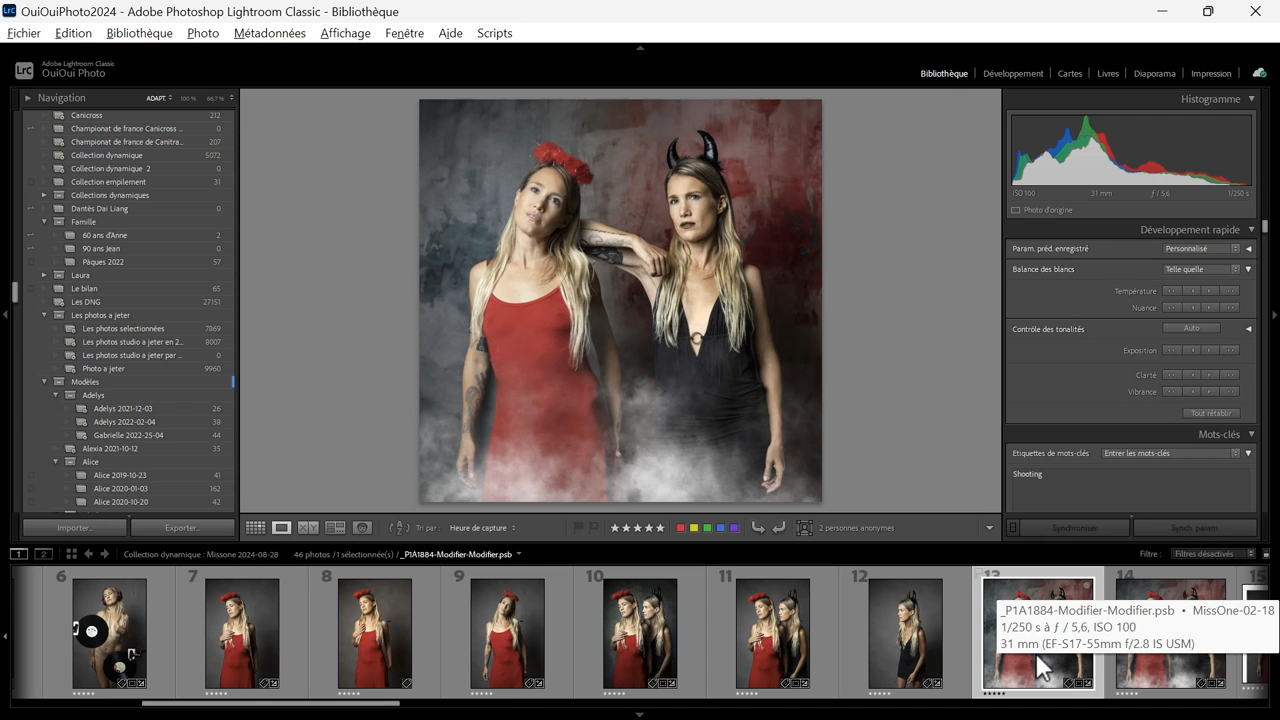 OuiOuiPhoto2024 - Adobe Photoshop Lightroom Classic - Bibliothèque
Fichier Edition Bibliothèque Photo Métadonnées Affichage Fenêtre Aide Scripts
LrC
Adobe Lightroom Classic
OuiOui Photo
Bibliothèque Développement Cartes Livres Diaporama Impression
Navigation ADAPT. 100 % 66,7 %
Canicross 212
Championat de france Canicross ... 0
Championat de france de Canitra... 207
Collection dynamique 5072
Collection dynamique 2 0
Collection empilement 31
Collections dynamiques
Dantès Dai Liang 0
Famille
60 ans d'Anne 2
90 ans Jean 0
Pâques 2022 57
Laura
Le bilan 65
Les DNG 27151
Les photos a jeter
Les photos selectionnées 7869
Les photos studio a jeter en 2... 8007
Les photos studio a jeter par ... 0
Photo a jeter 9960
Modèles
Adelys
Adelys 2021-12-03 26
Adelys 2022-02-04 38
Gabrielle 2022-25-04 44
Alexia 2021-10-12 35
Alice
Alice 2019-10-23 41
Alice 2020-01-03 162
Alice 2020-10-20 42
Importer... Exporter...
Histogramme
ISO 100 31 mm ƒ / 5,6 1/250 s
Photo d'origine
Développement rapide
Param. préd. enregistré Personnalisé
Balance des blancs Telle quelle
Température
Nuance
Contrôle des tonalités Auto
Exposition
Clarté
Vibrance
Tout rétablir
Mots-clés
Etiquettes de mots-clés Entrer les mots-clés
Shooting
Synchroniser Synch. param.
XY Tri par : Heure de capture 2 personnes anonymes
1 2 Collection dynamique : Missone 2024-08-28 46 photos /1 sélectionnée(s) /_P1A1884-Modifier-Modifier.psb Filtre : Filtres désactivés
6 7 8 9 10 11 12 13 14 15
_P1A1884-Modifier-Modifier.psb • MissOne-02-18
1/250 s à ƒ / 5,6, ISO 100
31 mm (EF-S17-55mm f/2.8 IS USM)